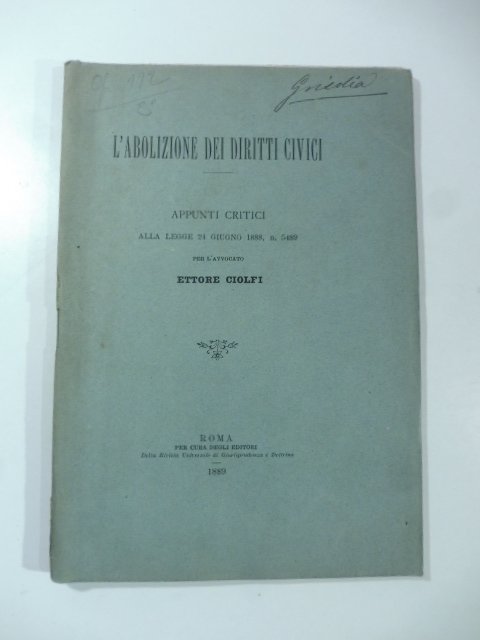 L'ABOLIZIONE DEI DIRITTI CIVICI
APPUNTI CRITICI
ALLA LEGGE 24 GIUGNO 1888, n. 5489
PER L'AVVOCATO
ETTORE CIOLFI
ROMA
PER CURA DEGLI EDITORI
Della Rivista Universale di Giurisprudenza e Dottrina
1889